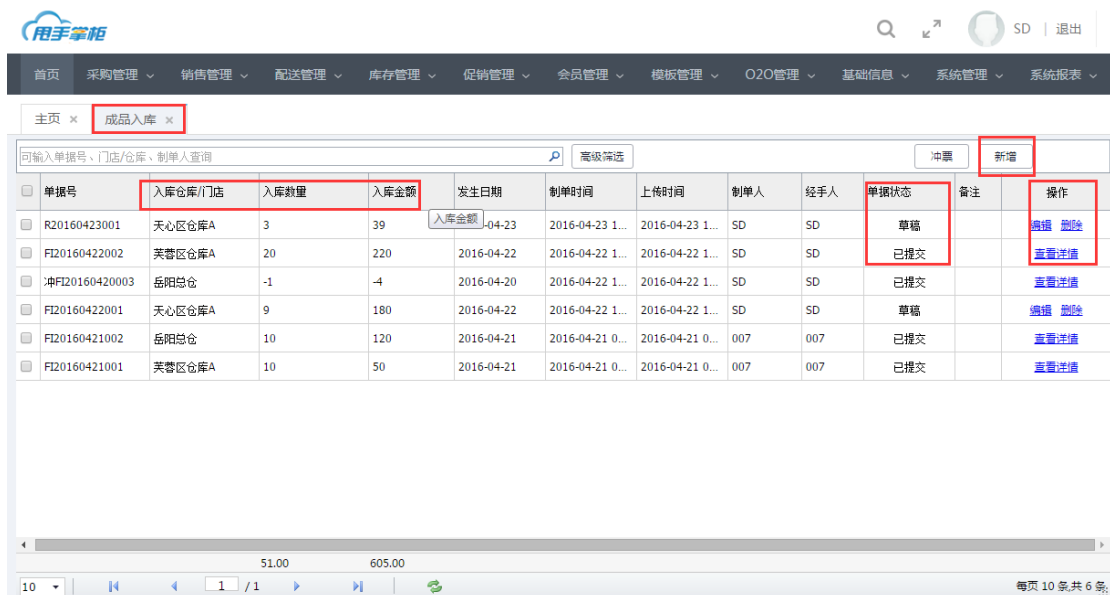 甩手掌柜
SD | 退出
首页 采购管理 销售管理 配送管理 库存管理 促销管理 会员管理 模板管理 O2O管理 基础信息 系统管理 系统报表
主页 × 成品入库 ×
可输入单据号、门店/仓库、制单人查询 高级筛选 冲票 新增
单据号 入库仓库/门店 入库数量 入库金额 发生日期 制单时间 上传时间 制单人 经手人 单据状态 备注 操作
入库金额
R20160423001 天心区仓库A 3 39 -04-23 2016-04-23 1... 2016-04-23 1... SD SD 草稿 编辑 删除
FI20160422002 芙蓉区仓库A 20 220 2016-04-22 2016-04-22 1... 2016-04-22 1... SD SD 已提交 查看详情
冲FI20160420003 岳阳总仓 -1 -4 2016-04-20 2016-04-22 1... 2016-04-22 1... SD SD 已提交 查看详情
FI20160422001 天心区仓库A 9 180 2016-04-22 2016-04-22 1... 2016-04-22 1... SD SD 草稿 编辑 删除
FI20160421002 岳阳总仓 10 120 2016-04-21 2016-04-21 0... 2016-04-21 0... 007 007 已提交 查看详情
FI20160421001 芙蓉区仓库A 10 50 2016-04-21 2016-04-21 0... 2016-04-21 0... 007 007 已提交 查看详情
51.00 605.00
10 1 / 1 每页 10 条,共 6 条